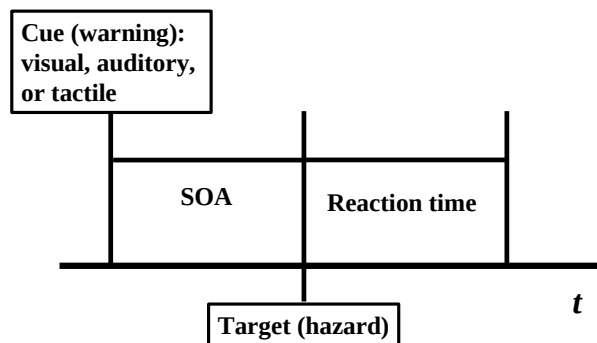 Cue (warning):
visual, auditory,
or tactile
SOA
Reaction time
t
Target (hazard)